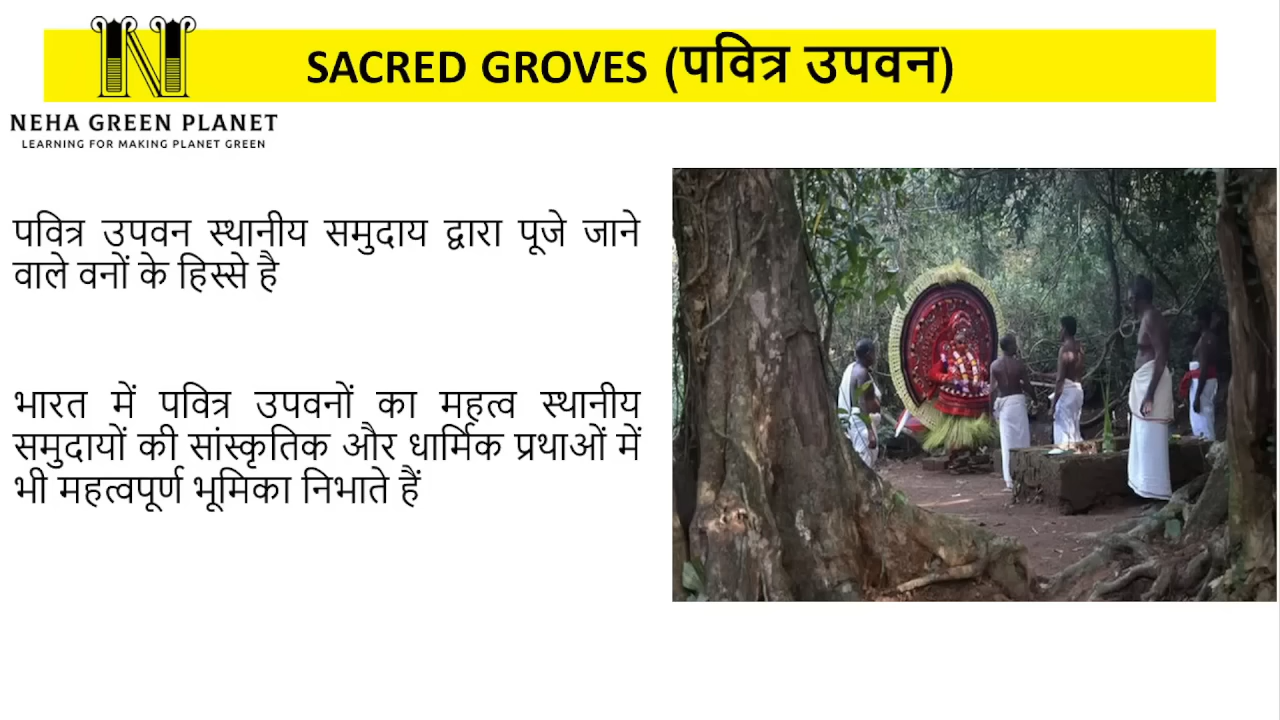 SACRED GROVES (पवित्र उपवन)
NEHA GREEN PLANET
LEARNING FOR MAKING PLANET GREEN
पवित्र उपवन स्थानीय समुदाय द्वारा पूजे जाने
वाले वनों के हिस्से है
भारत में पवित्र उपवनों का महत्व स्थानीय
समुदायों की सांस्कृतिक और धार्मिक प्रथाओं में
भी महत्वपूर्ण भूमिका निभाते हैं